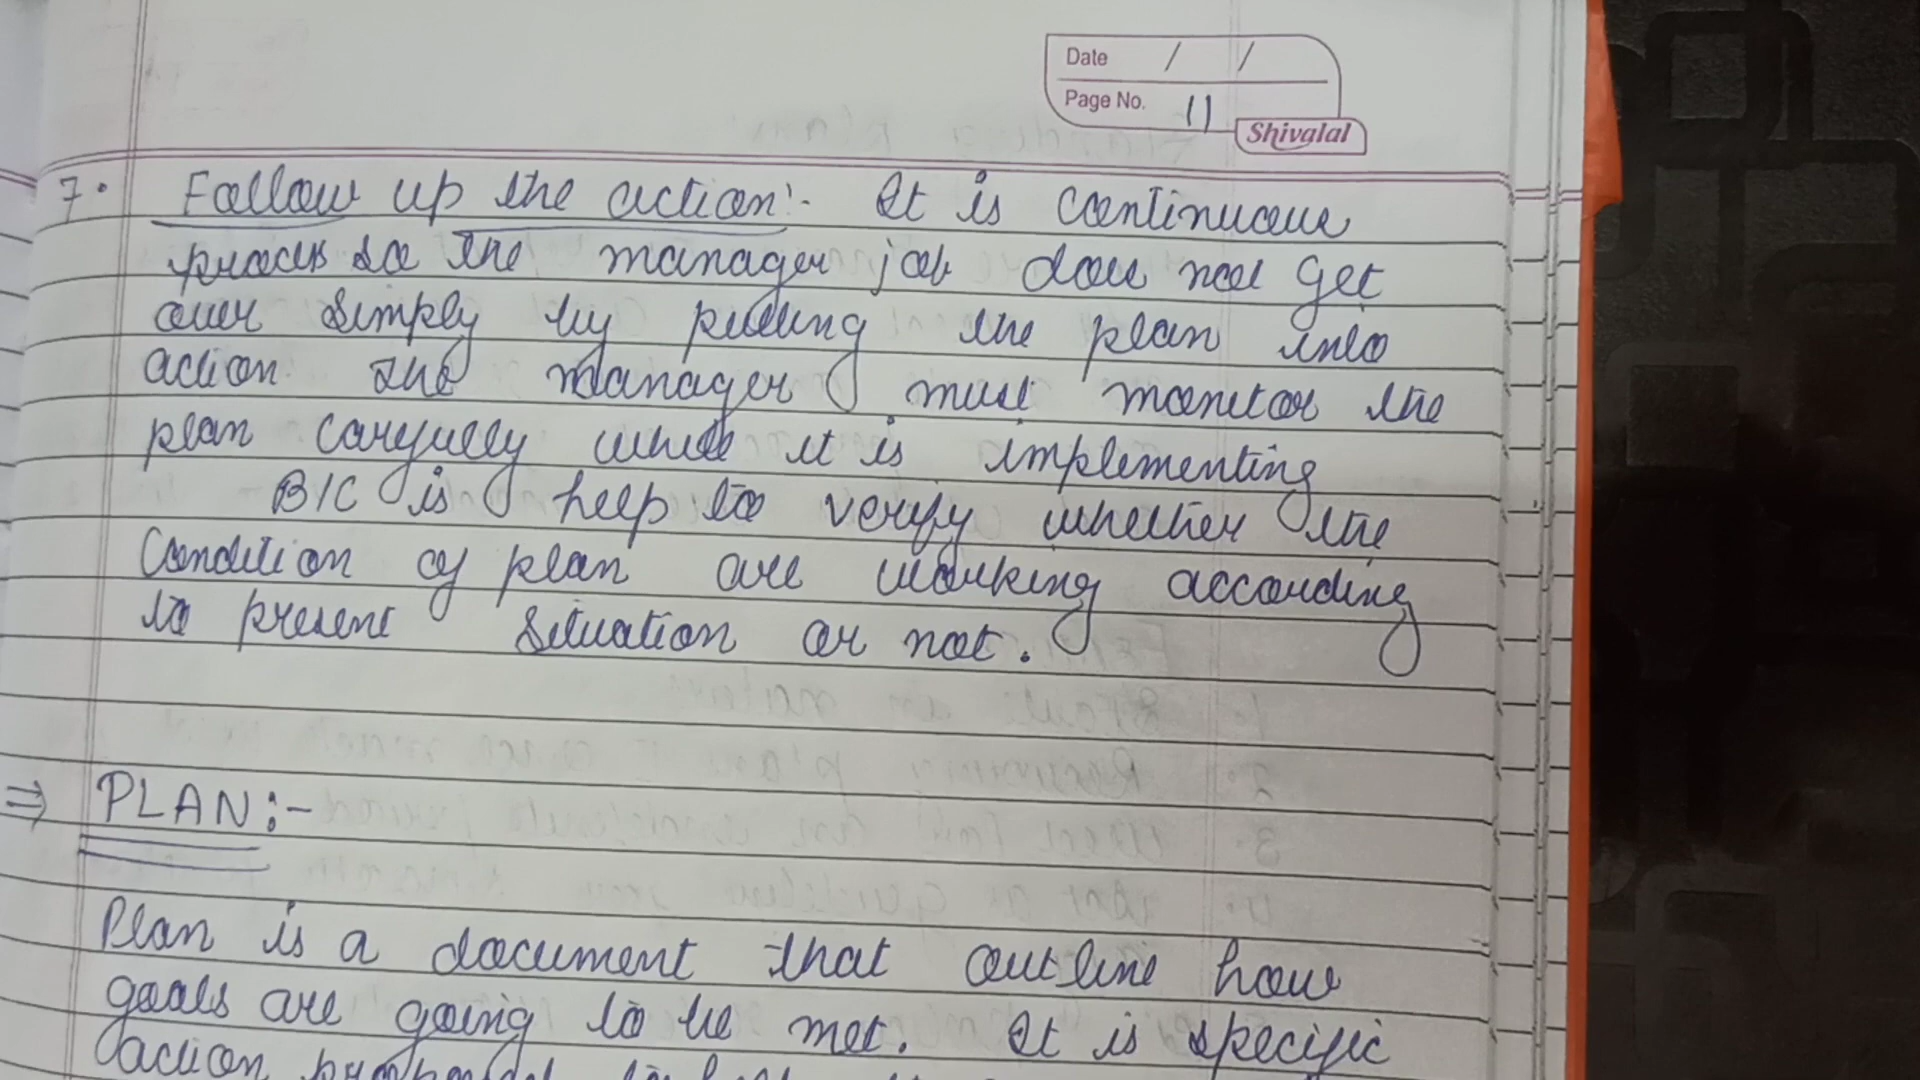 Date / /
Page No. 11
Shivalal
7. Follow up the action:- It is continuous
process so the manager job does not get
over simply by putting the plan into
action the manager must monitor the
plan carefully while it is implementing
B/C is help to verify whether the
Condition of plan are working according
to present situation or not.
⇒ PLAN:-
Plan is a document that outline how
goals are going to be met. It is specific
action